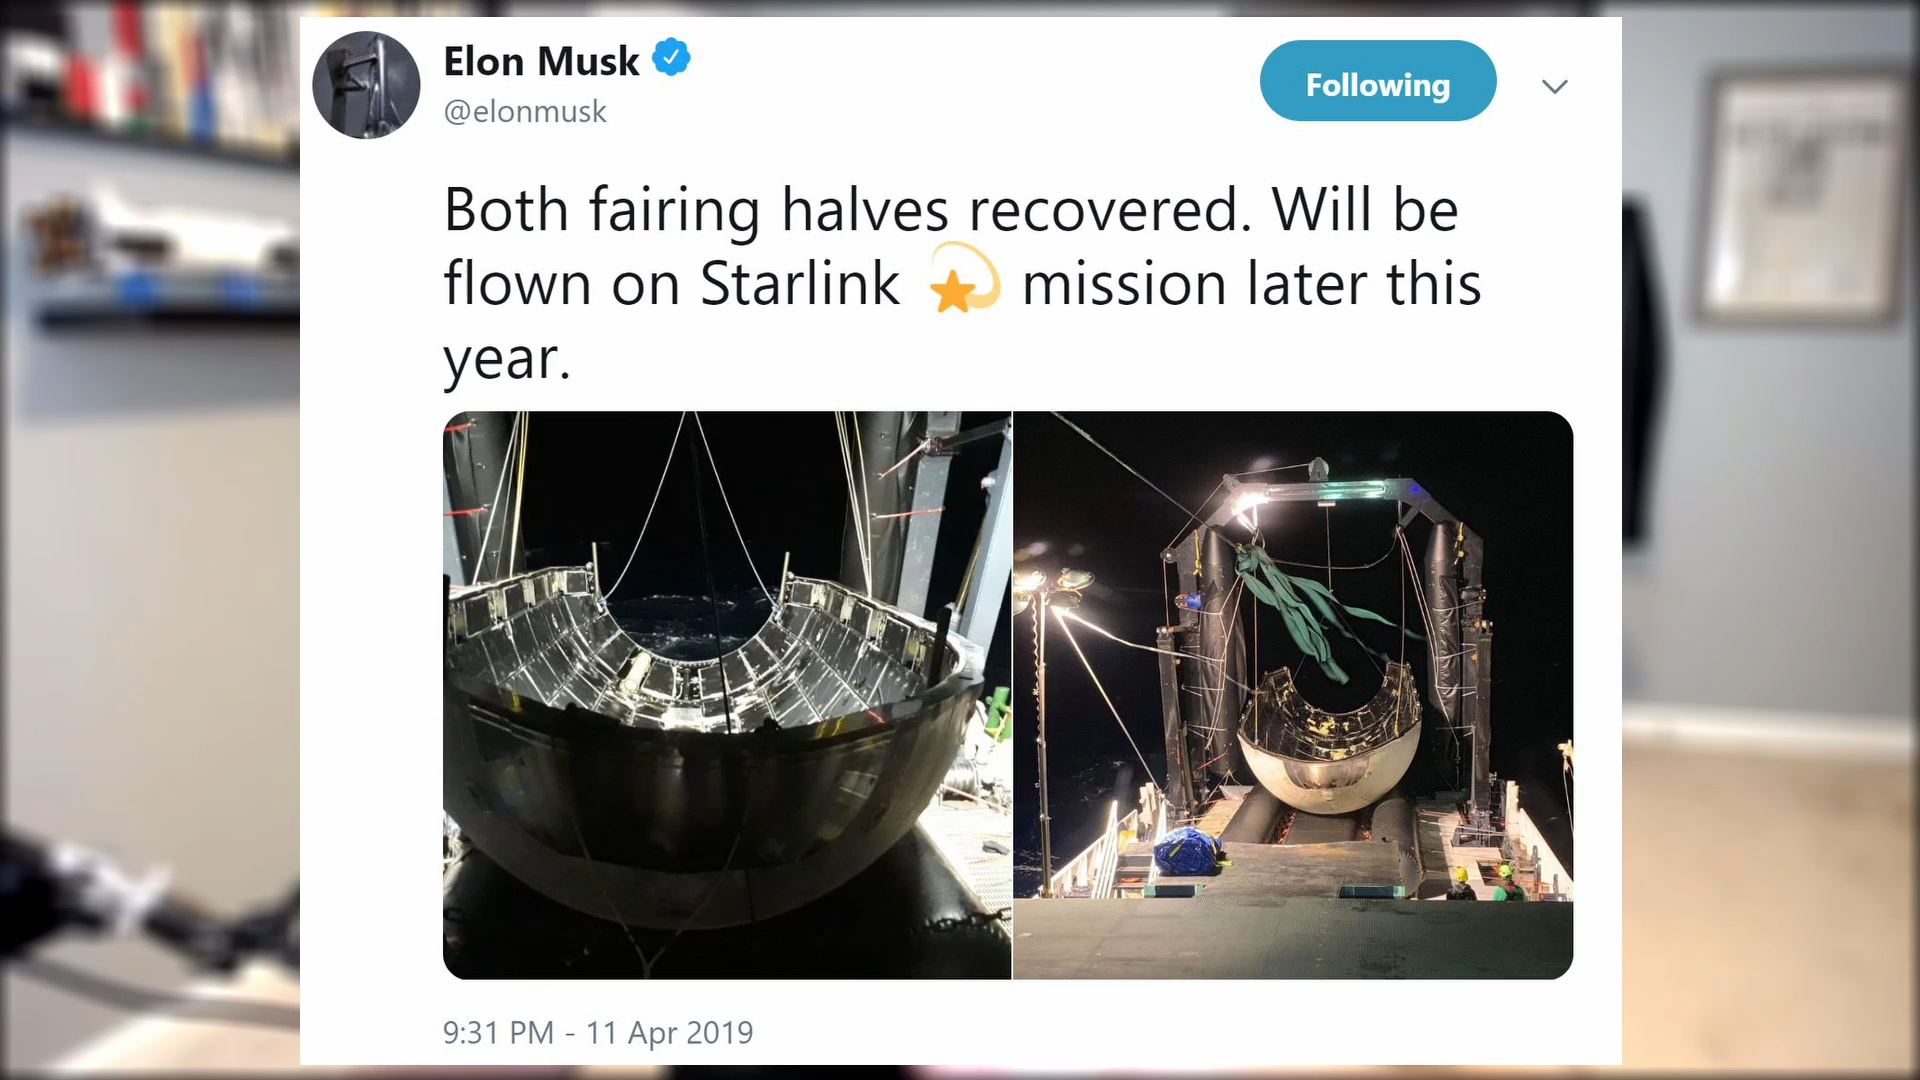 Elon Musk
@elonmusk
Following
Both fairing halves recovered. Will be
flown on Starlink 💫 mission later this
year.
9:31 PM - 11 Apr 2019